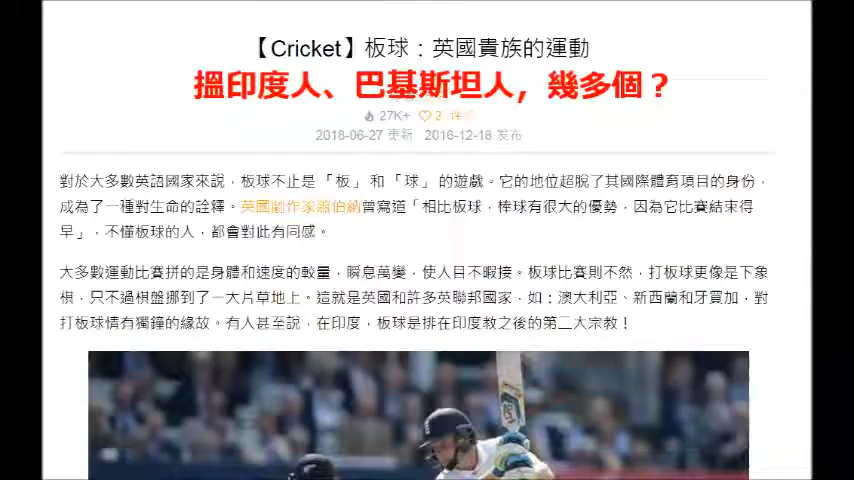 【Cricket】板球：英國貴族的運動
搵印度人、巴基斯坦人，幾多個？
27K+
2018-06-27 更新 2016-12-18 发布
對於大多數英語國家來說，板球不止是「板」和「球」的遊戲。它的地位超脫了其國際體育項目的身份，
成為了一種對生命的詮釋。英國劇作家蕭伯納曾寫道「相比板球，棒球有很大的優勢，因為它比賽結束得
早」，不懂板球的人，都會對此有同感。
大多數運動比賽拼的是身體和速度的較量，瞬息萬變，使人目不暇接。板球比賽則不然，打板球更像是下象
棋，只不過棋盤挪到了一大片草地上。這就是英國和許多英聯邦國家，如：澳大利亞、新西蘭和牙買加，對
打板球情有獨鐘的緣故。有人甚至說，在印度，板球是排在印度教之後的第二大宗教！